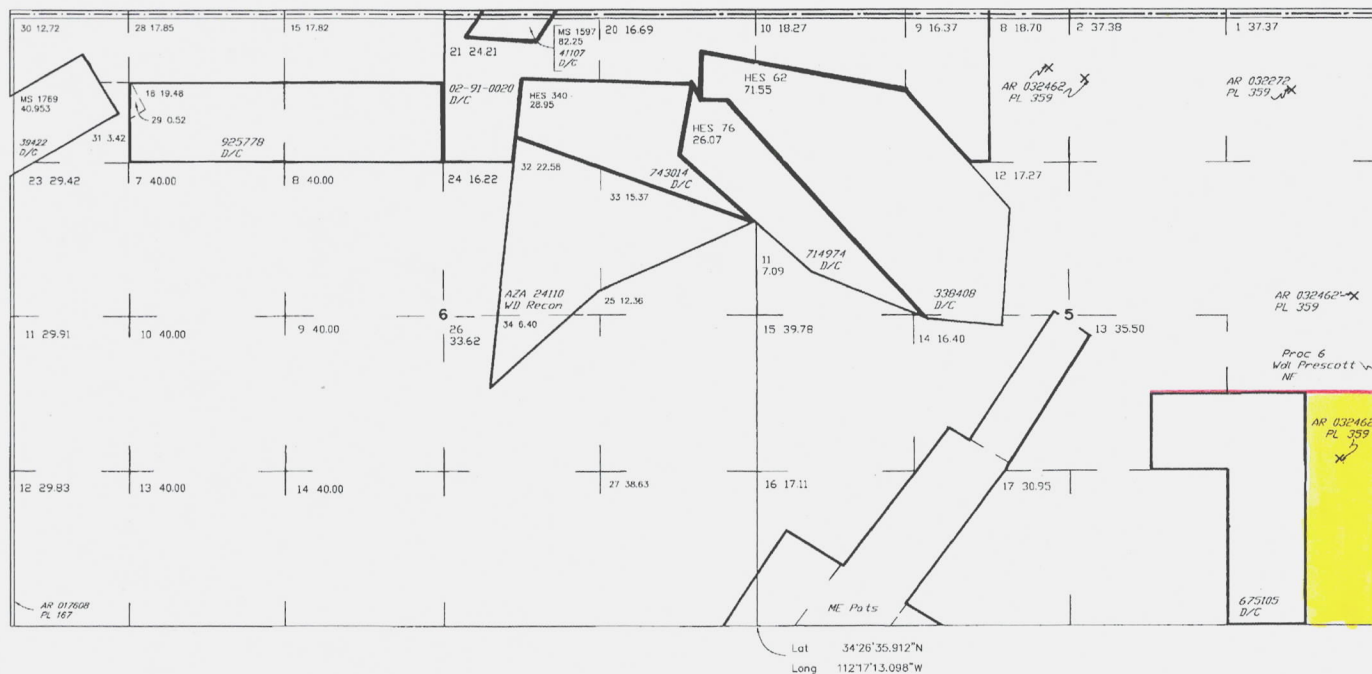 30 12.72
28 17.85
15 17.82
21 24.21
MS 1597
82.25
41107
D/C
20 16.69
10 18.27
9 16.37
8 18.70
2 37.38
1 37.37
MS 1769
40.953
39422
D/C
18 19.48
29 0.52
31 3.42
925778
D/C
02-91-0020
D/C
HES 340
28.95
HES 62
71.55
HES 76
26.07
AR 032462
PL 359
AR 032272
PL 359
23 29.42
7 40.00
8 40.00
24 16.22
32 22.58
743014
D/C
33 15.37
12 17.27
11
7.09
714974
D/C
AZA 24110
WD Recon
25 12.36
338408
D/C
AR 032462
PL 359
11 29.91
10 40.00
9 40.00
6
26
33.62
34 6.40
15 39.78
14 16.40
5
13 35.50
Proc 6
Wdl Prescott
NF
AR 032462
PL 359
12 29.83
13 40.00
14 40.00
27 38.63
16 17.11
17 30.95
AR 017608
PL 167
ME Pats
675105
D/C
Lat 34°26'35.912"N
Long 112°17'13.098"W